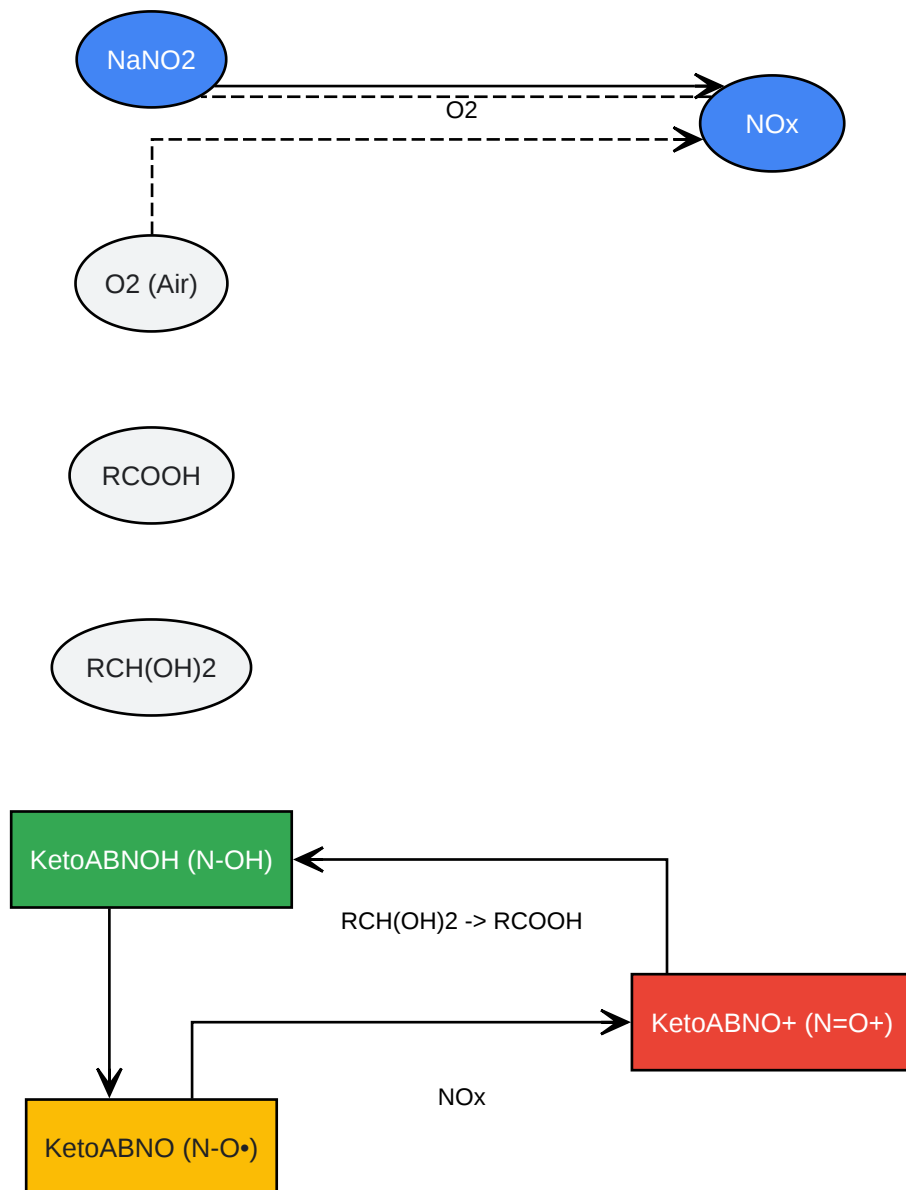 NaNO2
O2
NOx
O2 (Air)
RCOOH
RCH(OH)2
KetoABNOH (N-OH)
RCH(OH)2 -> RCOOH
KetoABNO+ (N=O+)
NOx
KetoABNO (N-O•)